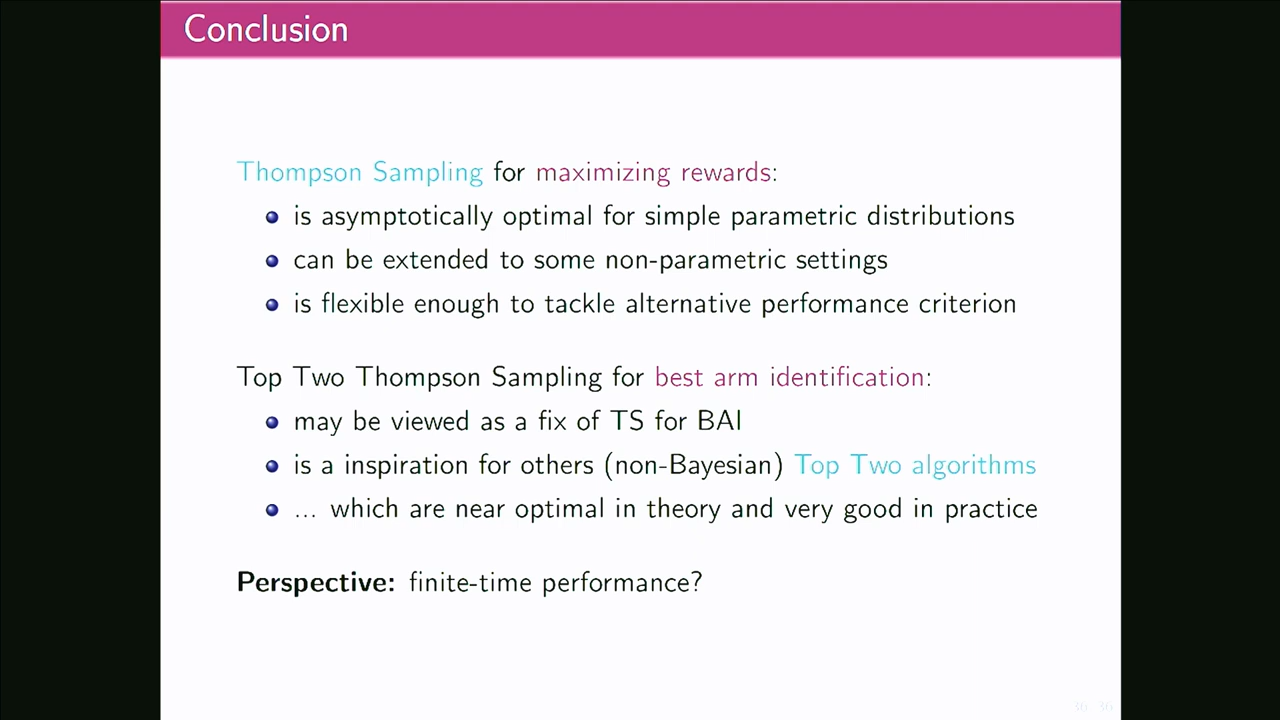 Conclusion
Thompson Sampling for maximizing rewards:
is asymptotically optimal for simple parametric distributions
can be extended to some non-parametric settings
is flexible enough to tackle alternative performance criterion
Top Two Thompson Sampling for best arm identification:
may be viewed as a fix of TS for BAI
is a inspiration for others (non-Bayesian) Top Two algorithms
... which are near optimal in theory and very good in practice
Perspective: finite-time performance?